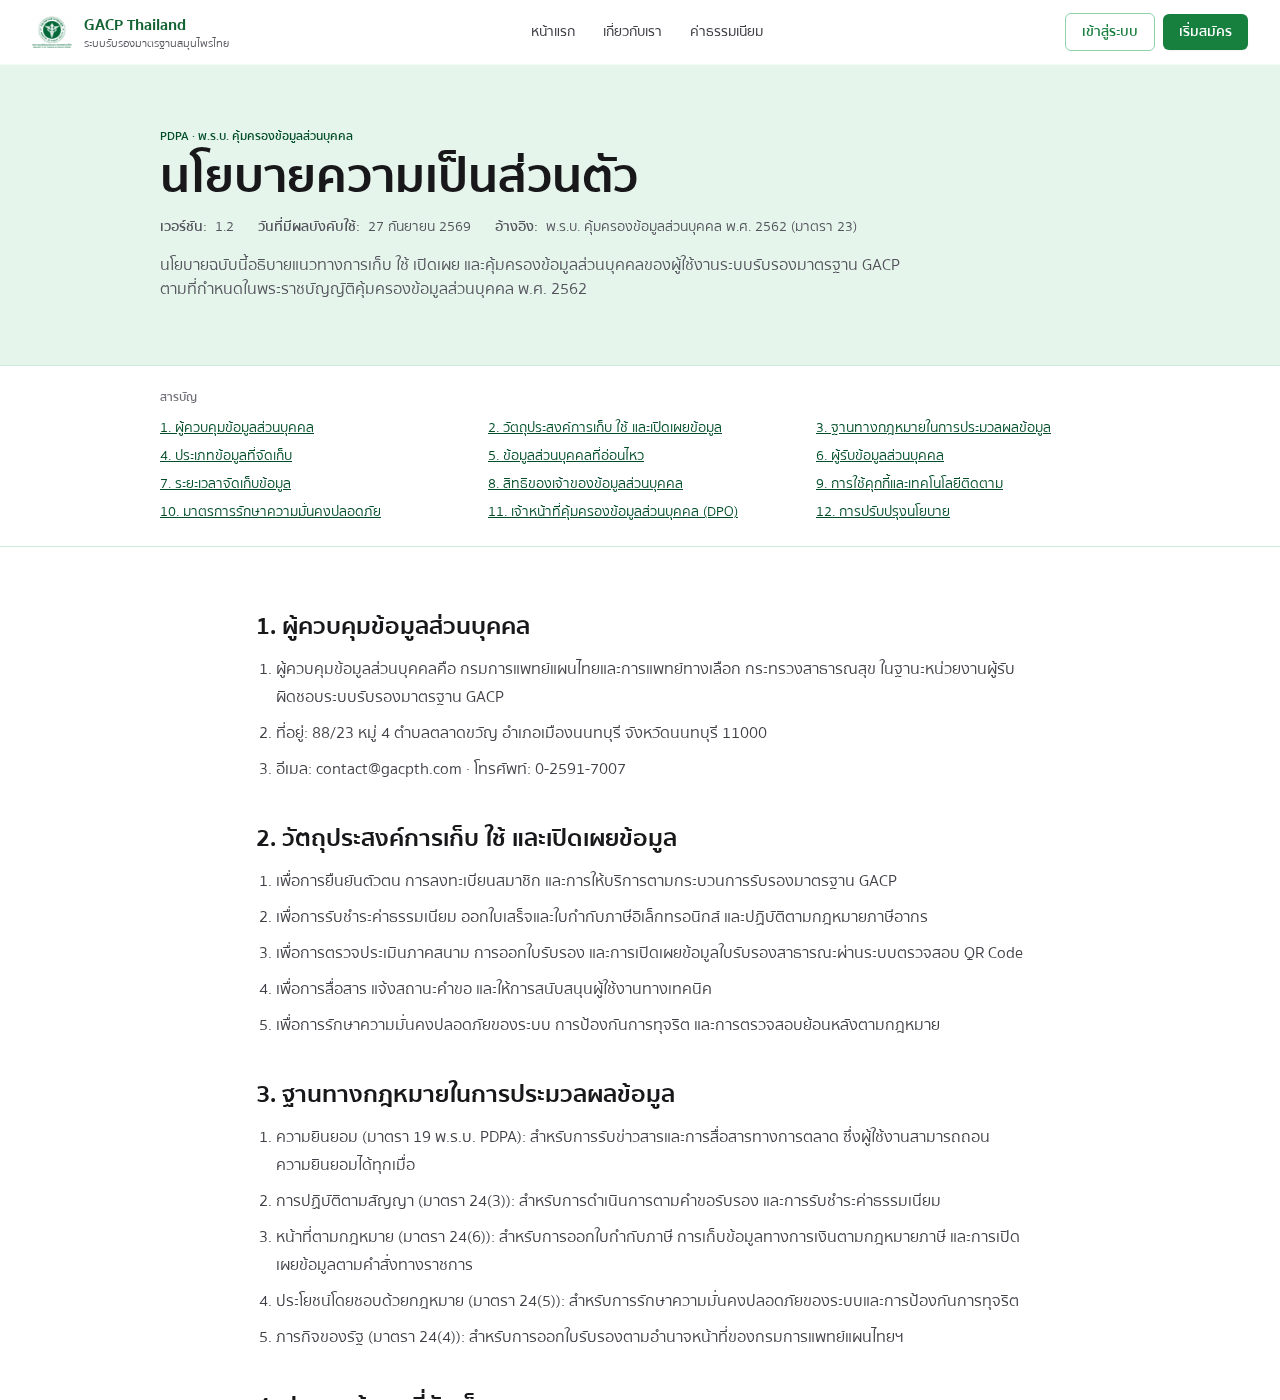 GACP Thailand
ระบบรับรองมาตรฐานสมุนไพรไทย
หน้าแรก เกี่ยวกับเรา ค่าธรรมเนียม
เข้าสู่ระบบ เริ่มสมัคร
PDPA · พ.ร.บ. คุ้มครองข้อมูลส่วนบุคคล
นโยบายความเป็นส่วนตัว
เวอร์ชัน: 1.2 วันที่มีผลบังคับใช้: 27 กันยายน 2569 อ้างอิง: พ.ร.บ. คุ้มครองข้อมูลส่วนบุคคล พ.ศ. 2562 (มาตรา 23)
นโยบายฉบับนี้อธิบายแนวทางการเก็บ ใช้ เปิดเผย และคุ้มครองข้อมูลส่วนบุคคลของผู้ใช้งานระบบรับรองมาตรฐาน GACP
ตามที่กำหนดในพระราชบัญญัติคุ้มครองข้อมูลส่วนบุคคล พ.ศ. 2562
สารบัญ
1. ผู้ควบคุมข้อมูลส่วนบุคคล 2. วัตถุประสงค์การเก็บ ใช้ และเปิดเผยข้อมูล 3. ฐานทางกฎหมายในการประมวลผลข้อมูล
4. ประเภทข้อมูลที่จัดเก็บ 5. ข้อมูลส่วนบุคคลที่อ่อนไหว 6. ผู้รับข้อมูลส่วนบุคคล
7. ระยะเวลาจัดเก็บข้อมูล 8. สิทธิของเจ้าของข้อมูลส่วนบุคคล 9. การใช้คุกกี้และเทคโนโลยีติดตาม
10. มาตรการรักษาความมั่นคงปลอดภัย 11. เจ้าหน้าที่คุ้มครองข้อมูลส่วนบุคคล (DPO) 12. การปรับปรุงนโยบาย
1. ผู้ควบคุมข้อมูลส่วนบุคคล
1. ผู้ควบคุมข้อมูลส่วนบุคคลคือ กรมการแพทย์แผนไทยและการแพทย์ทางเลือก กระทรวงสาธารณสุข ในฐานะหน่วยงานผู้รับ
ผิดชอบระบบรับรองมาตรฐาน GACP
2. ที่อยู่: 88/23 หมู่ 4 ตำบลตลาดขวัญ อำเภอเมืองนนทบุรี จังหวัดนนทบุรี 11000
3. อีเมล: contact@gacpth.com · โทรศัพท์: 0-2591-7007
2. วัตถุประสงค์การเก็บ ใช้ และเปิดเผยข้อมูล
1. เพื่อการยืนยันตัวตน การลงทะเบียนสมาชิก และการให้บริการตามกระบวนการรับรองมาตรฐาน GACP
2. เพื่อการรับชำระค่าธรรมเนียม ออกใบเสร็จและใบกำกับภาษีอิเล็กทรอนิกส์ และปฏิบัติตามกฎหมายภาษีอากร
3. เพื่อการตรวจประเมินภาคสนาม การออกใบรับรอง และการเปิดเผยข้อมูลใบรับรองสาธารณะผ่านระบบตรวจสอบ QR Code
4. เพื่อการสื่อสาร แจ้งสถานะคำขอ และให้การสนับสนุนผู้ใช้งานทางเทคนิค
5. เพื่อการรักษาความมั่นคงปลอดภัยของระบบ การป้องกันการทุจริต และการตรวจสอบย้อนหลังตามกฎหมาย
3. ฐานทางกฎหมายในการประมวลผลข้อมูล
1. ความยินยอม (มาตรา 19 พ.ร.บ. PDPA): สำหรับการรับข่าวสารและการสื่อสารทางการตลาด ซึ่งผู้ใช้งานสามารถถอน
ความยินยอมได้ทุกเมื่อ
2. การปฏิบัติตามสัญญา (มาตรา 24(3)): สำหรับการดำเนินการตามคำขอรับรอง และการรับชำระค่าธรรมเนียม
3. หน้าที่ตามกฎหมาย (มาตรา 24(6)): สำหรับการออกใบกำกับภาษี การเก็บข้อมูลทางการเงินตามกฎหมายภาษี และการเปิด
เผยข้อมูลตามคำสั่งทางราชการ
4. ประโยชน์โดยชอบด้วยกฎหมาย (มาตรา 24(5)): สำหรับการรักษาความมั่นคงปลอดภัยของระบบและการป้องกันการทุจริต
5. ภารกิจของรัฐ (มาตรา 24(4)): สำหรับการออกใบรับรองตามอำนาจหน้าที่ของกรมการแพทย์แผนไทยฯ